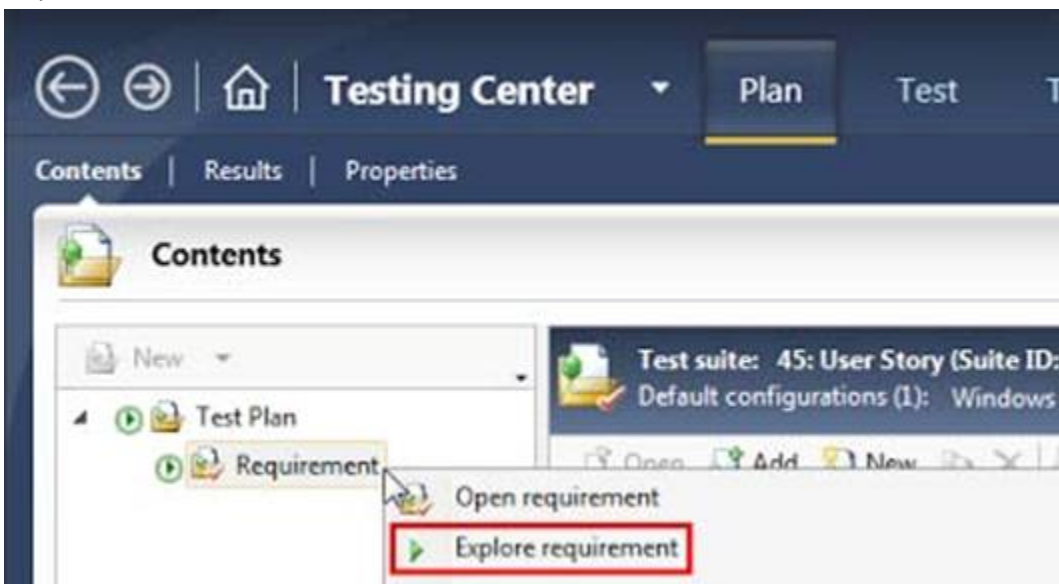 Testing Center Plan Test
Contents | Results | Properties
Contents
New
Test suite: 45: User Story (Suite ID:
Default configurations (1): Windows
Test Plan
Open Add New
Requirement
Open requirement
Explore requirement